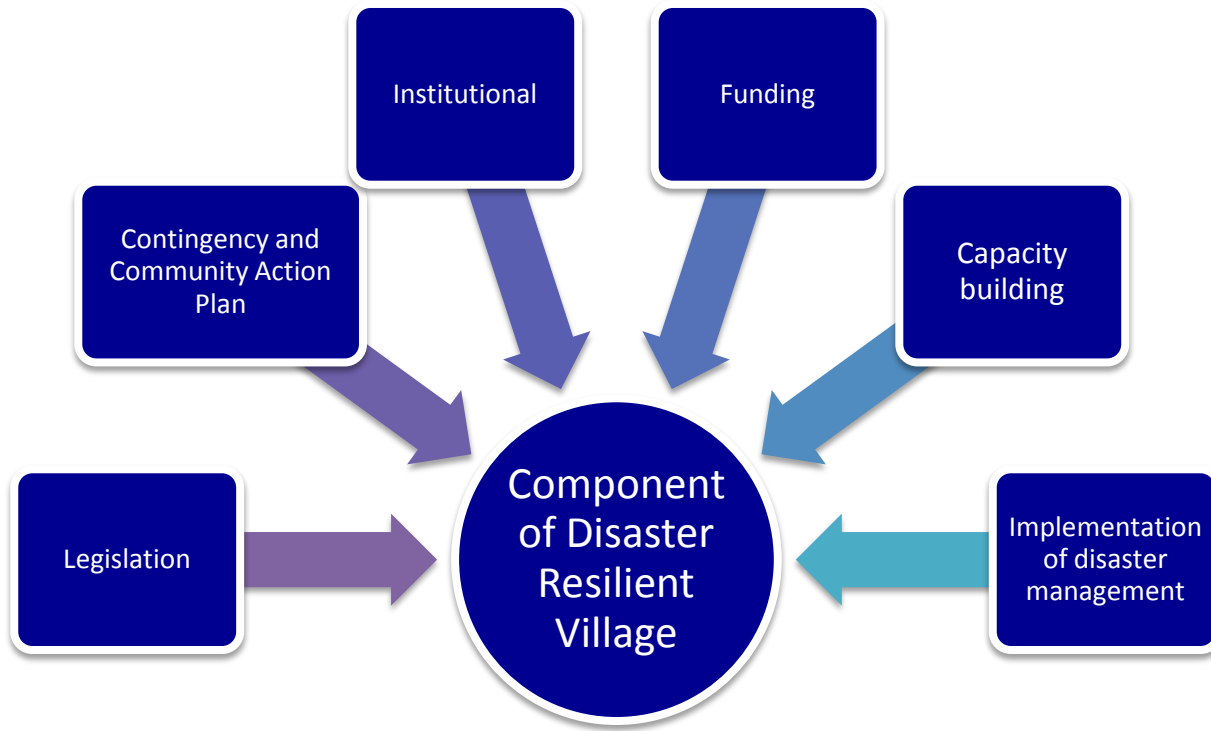 Institutional
Funding
Contingency and
Community Action
Plan
Capacity
building
Legislation
Component
of Disaster
Resilient
Village
Implementation
of disaster
management